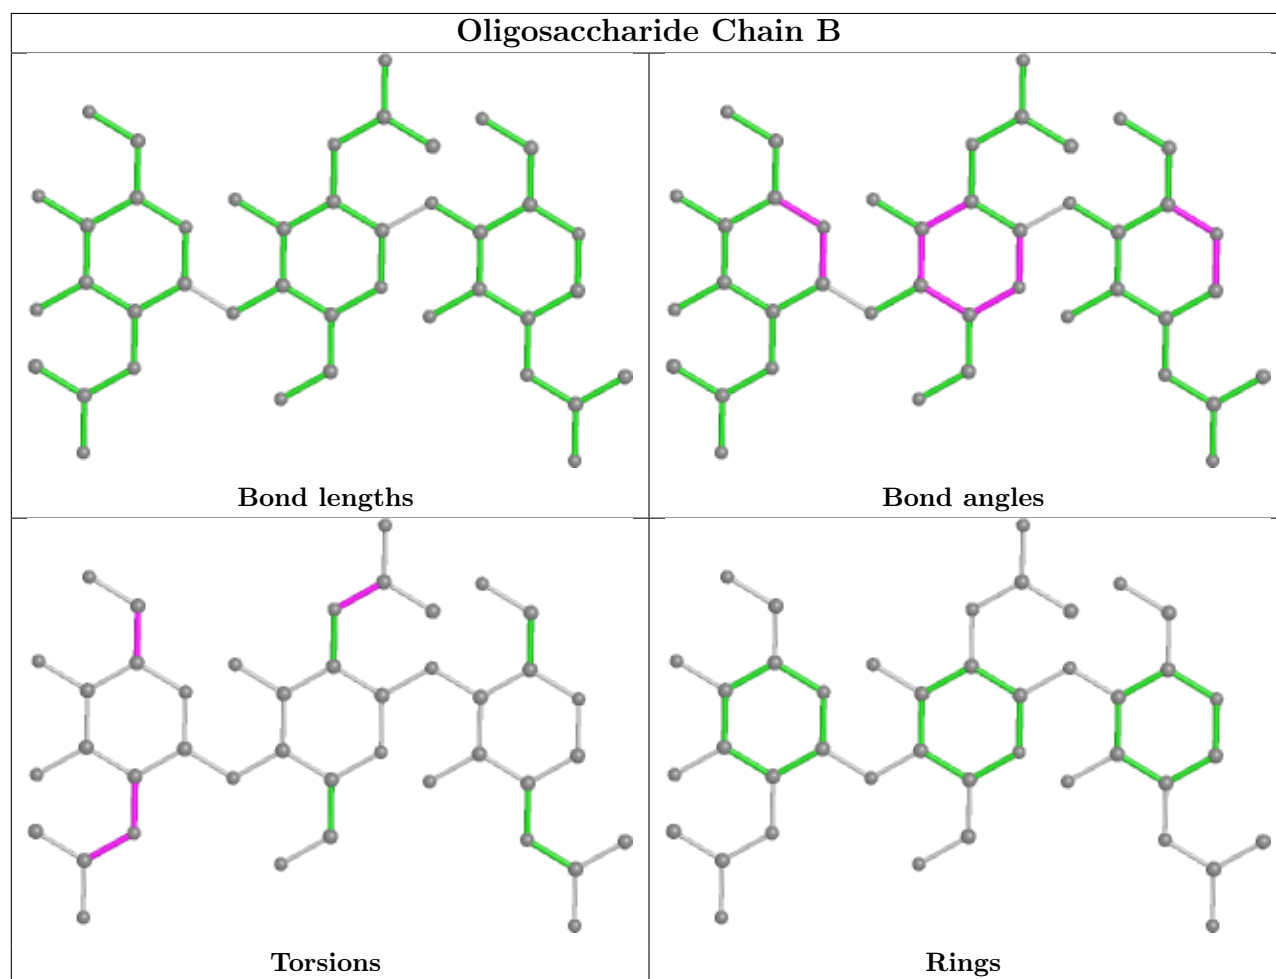 Oligosaccharide Chain B
Bond lengths
Bond angles
Torsions
Rings